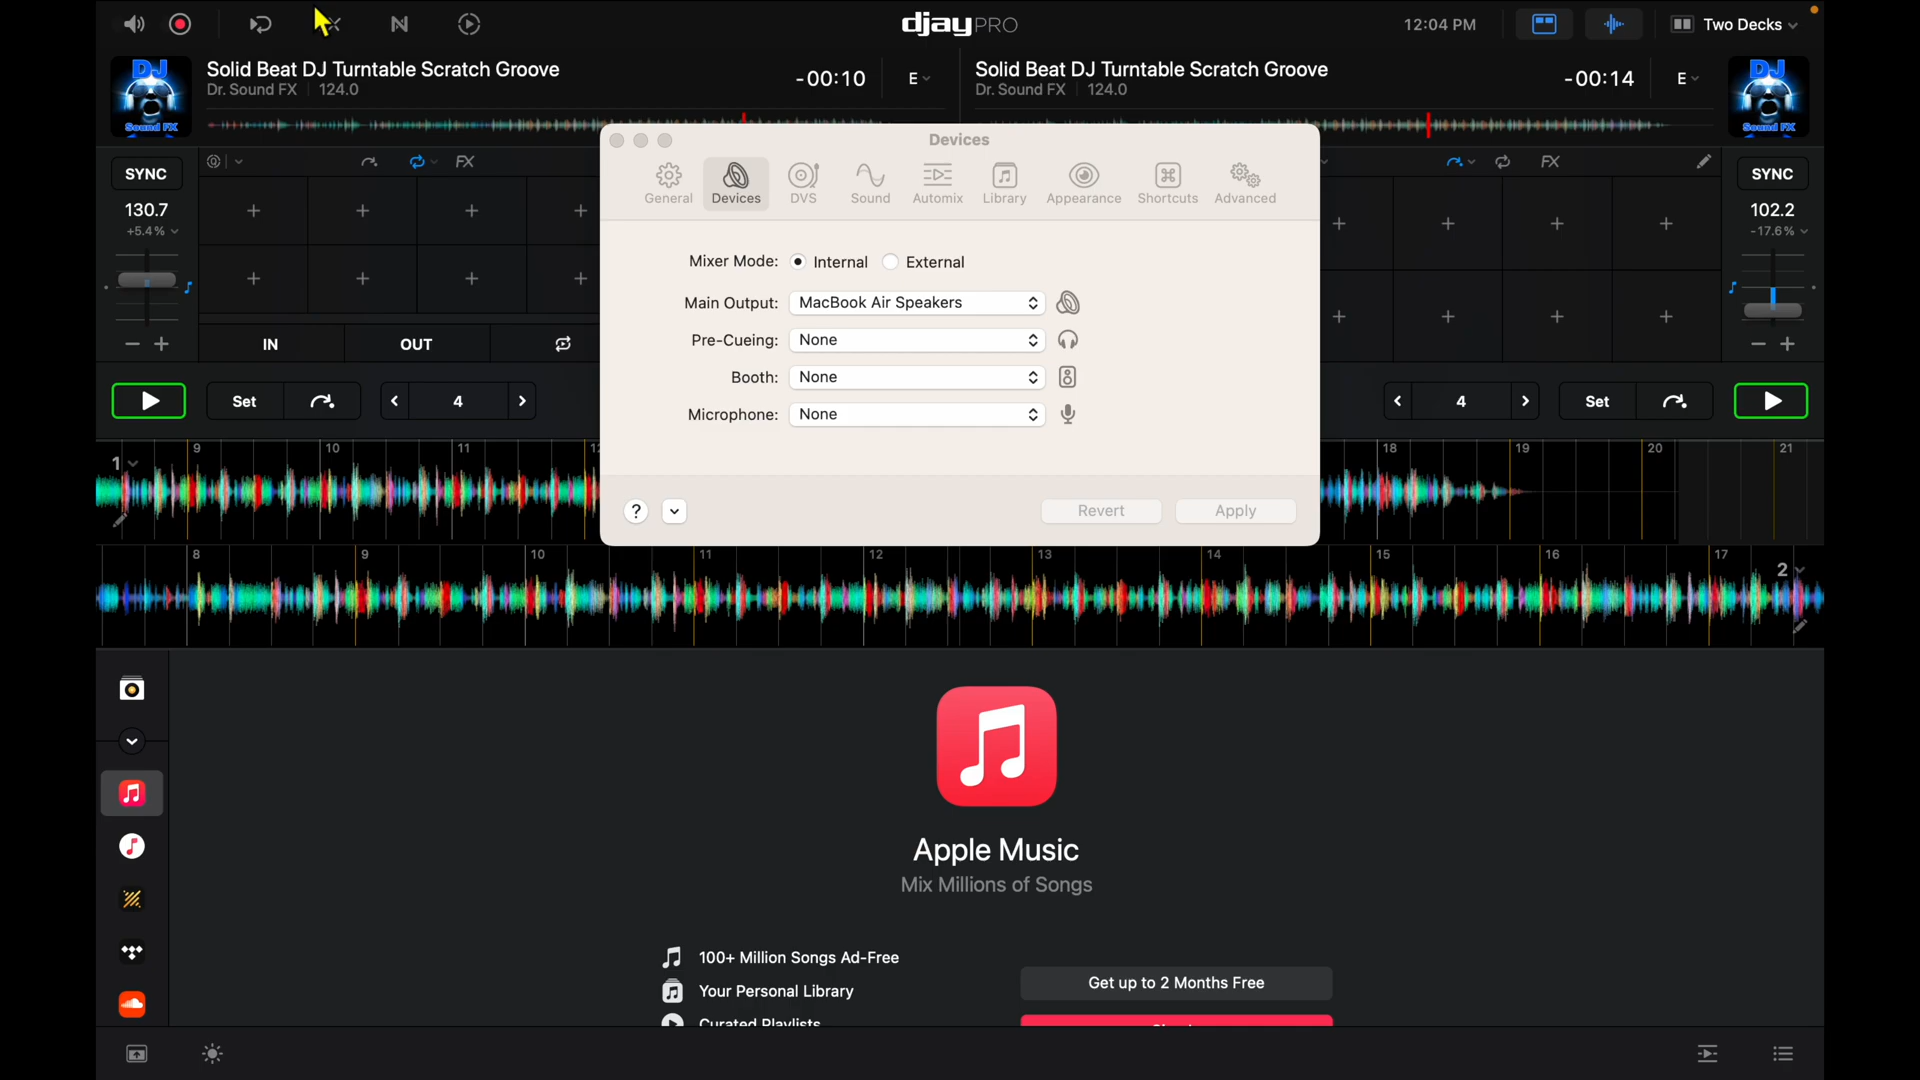 djay PRO
12:04 PM
Two Decks
DJ
Sound FX
Solid Beat DJ Turntable Scratch Groove
Dr. Sound FX
124.0
-00:10
E
Solid Beat DJ Turntable Scratch Groove
Dr. Sound FX
124.0
-00:14
E
DJ
Sound FX
SYNC
130.7
+5.4%
FX
IN
OUT
Set
4
Devices
General
Devices
DVS
Sound
Automix
Library
Appearance
Shortcuts
Advanced
Mixer Mode:
Internal
External
Main Output:
MacBook Air Speakers
Pre-Cueing:
None
Booth:
None
Microphone:
None
?
Revert
Apply
FX
SYNC
102.2
-17.6%
4
Set
1
9
10
11
18
19
20
21
8
9
10
11
12
13
14
15
16
17
2
Apple Music
Mix Millions of Songs
100+ Million Songs Ad-Free
Your Personal Library
Curated Playlists
Get up to 2 Months Free